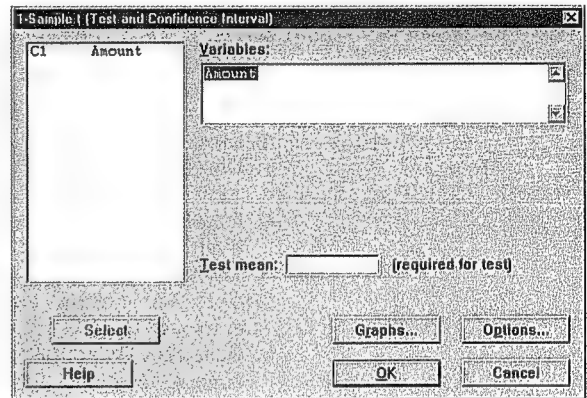 1-Sample t (Test and Confidence Interval)
C1 Amount
Variables:
Amount
Test mean: (required for test)
Select
Graphs...
Options...
Help
OK
Cancel